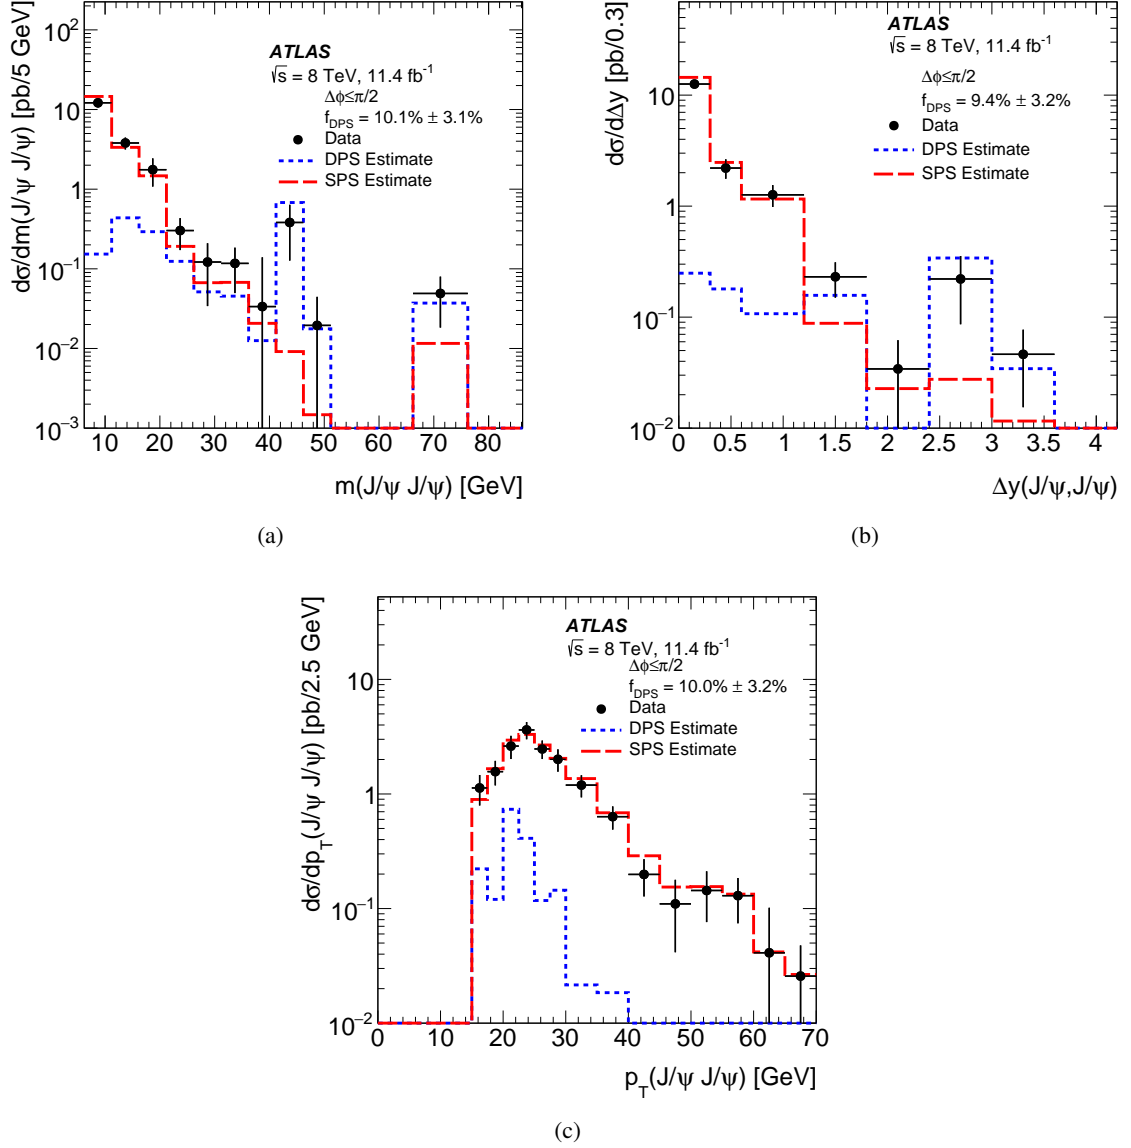 dσ/dm(J/ψ J/ψ) [pb/5 GeV]
10²
10
1
10⁻¹
10⁻²
10⁻³
ATLAS
√s = 8 TeV, 11.4 fb⁻¹
Δϕ≤π/2
f_DPS = 10.1% ± 3.1%
Data
DPS Estimate
SPS Estimate
10 20 30 40 50 60 70 80
m(J/ψ J/ψ) [GeV]
(a)
dσ/dΔy [pb/0.3]
10
1
10⁻¹
10⁻²
ATLAS
√s = 8 TeV, 11.4 fb⁻¹
Δϕ≤π/2
f_DPS = 9.4% ± 3.2%
Data
DPS Estimate
SPS Estimate
0 0.5 1 1.5 2 2.5 3 3.5 4
Δy(J/ψ,J/ψ)
(b)
dσ/dp_T(J/ψ J/ψ) [pb/2.5 GeV]
10
1
10⁻¹
10⁻²
ATLAS
√s = 8 TeV, 11.4 fb⁻¹
Δϕ≤π/2
f_DPS = 10.0% ± 3.2%
Data
DPS Estimate
SPS Estimate
0 10 20 30 40 50 60 70
p_T(J/ψ J/ψ) [GeV]
(c)